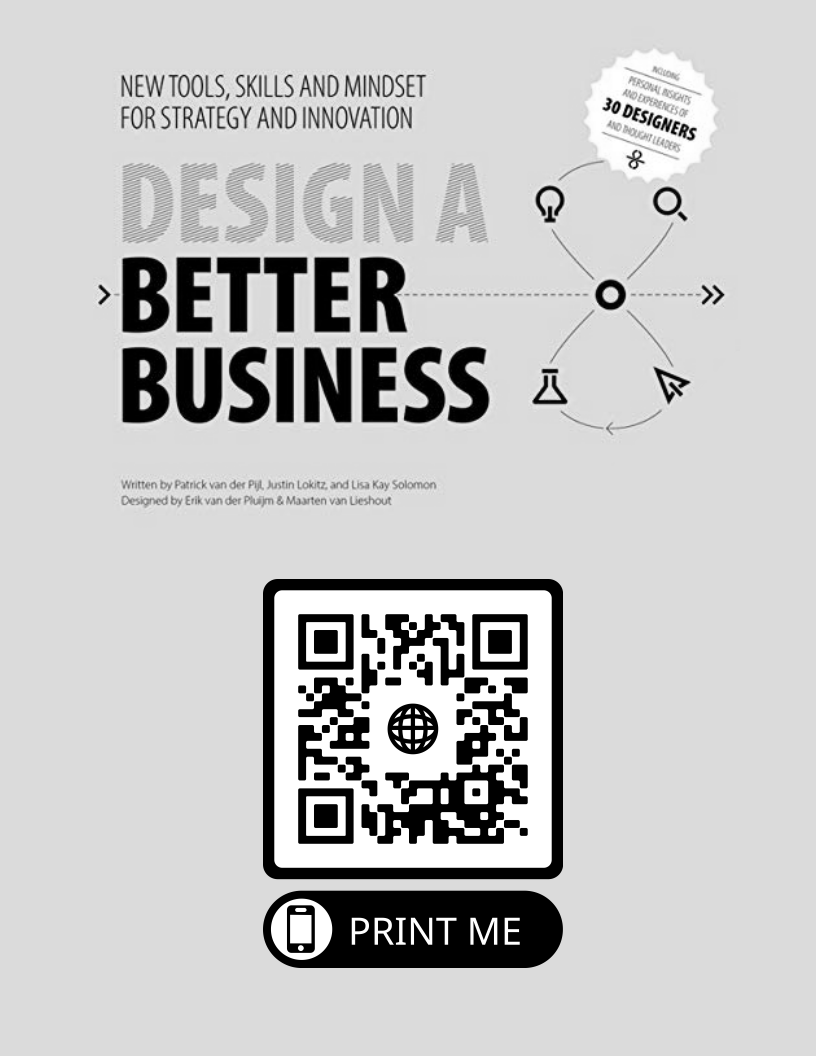 NEW TOOLS, SKILLS AND MINDSET
FOR STRATEGY AND INNOVATION
INCLUDING
PERSONAL INSIGHTS
AND EXPERIENCES OF
30 DESIGNERS
AND THOUGHT LEADERS
DESIGN A
BETTER
BUSINESS
Written by Patrick van der Pijl, Justin Lokitz, and Lisa Kay Solomon
Designed by Erik van der Pluijm & Maarten van Lieshout
PRINT ME